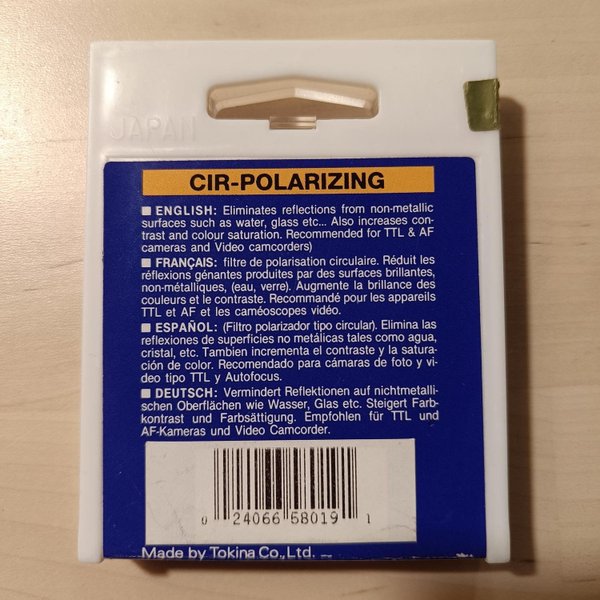 JAPAN
CIR-POLARIZING
■ ENGLISH: Eliminates reflections from non-metallic
surfaces such as water, glass etc... Also increases con-
trast and colour saturation. Recommended for TTL & AF
cameras and Video camcorders)
■ FRANÇAIS: filtre de polarisation circulaire. Réduit les
réflexions génantes produites par des surfaces brillantes,
non-métalliques, (eau, verre). Augmente la brillance des
couleurs et le contraste. Recommandé pour les appareils
TTL et AF et les caméoscopes vidéo.
■ ESPAÑOL: (Filtro polarizador tipo circular). Elimina las
reflexiones de superficies no metálicas tales como agua,
cristal, etc. Tambien incrementa el contraste y la satura-
ción de color. Recomendado para cámaras de foto y ví-
deo tipo TTL y Autofocus.
■ DEUTSCH: Vermindert Reflektionen auf nichtmetalli-
schen Oberflächen wie Wasser, Glas etc. Steigert Farb-
kontrast und Farbsättigung. Empfohlen für TTL und
AF-Kameras und Video Camcorder.
0 24066 58019 1
Made by Tokina Co., Ltd.